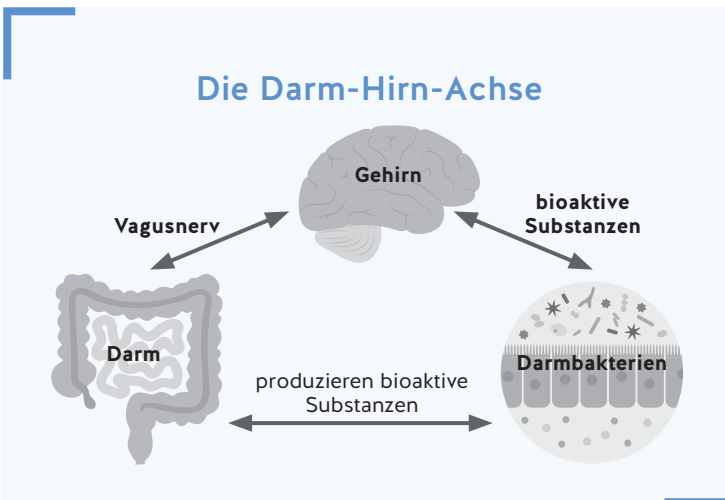 Die Darm-Hirn-Achse
Gehirn
Vagusnerv
bioaktive
Substanzen
Darm
Darmbakterien
produzieren bioaktive
Substanzen